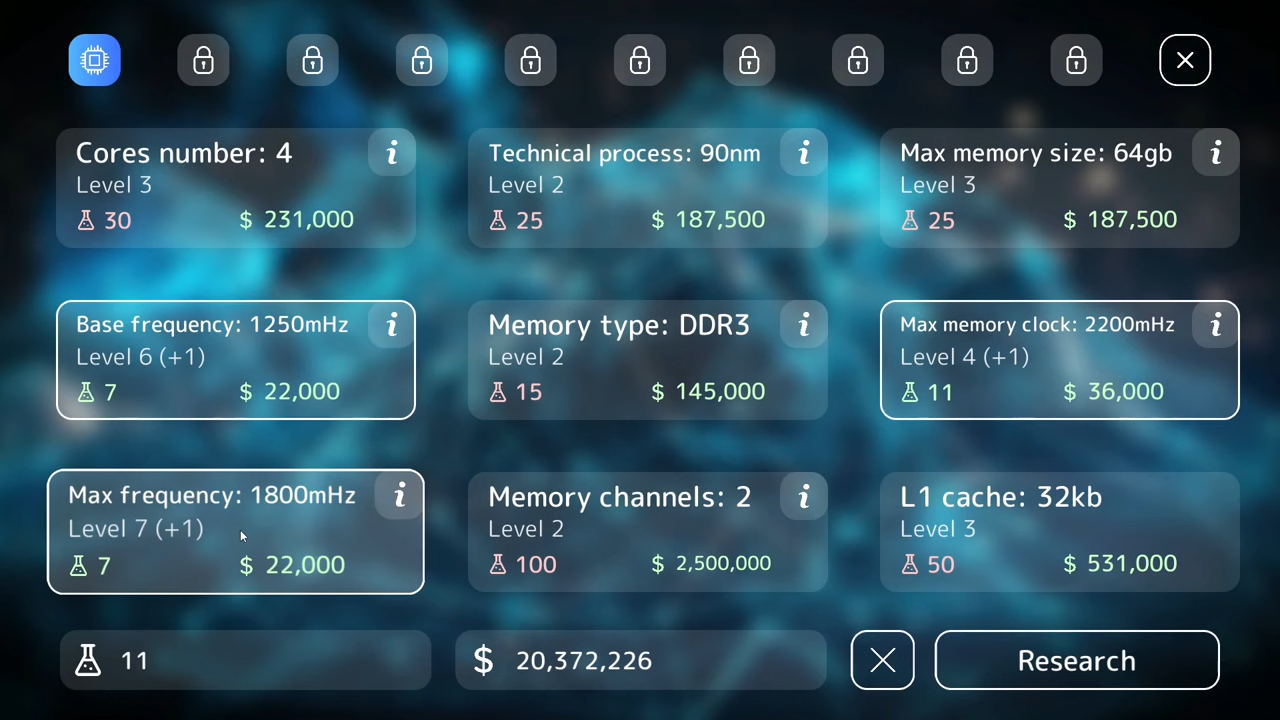 Cores number: 4
i
Level 3
30
$ 231,000
Technical process: 90nm
i
Level 2
25
$ 187,500
Max memory size: 64gb
i
Level 3
25
$ 187,500
Base frequency: 1250mHz
i
Level 6 (+1)
7
$ 22,000
Memory type: DDR3
i
Level 2
15
$ 145,000
Max memory clock: 2200mHz
i
Level 4 (+1)
11
$ 36,000
Max frequency: 1800mHz
i
Level 7 (+1)
7
$ 22,000
Memory channels: 2
i
Level 2
100
$ 2,500,000
L1 cache: 32kb
Level 3
50
$ 531,000
11
$ 20,372,226
Research